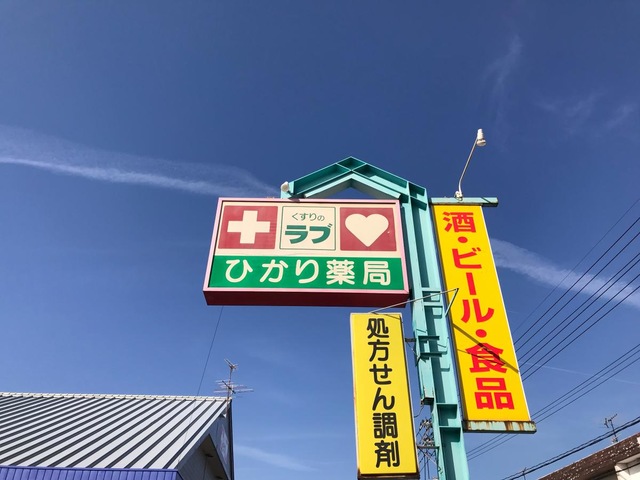 くすりの
ラブ
ひかり薬局
処方せん調剤
酒・ビール・食品